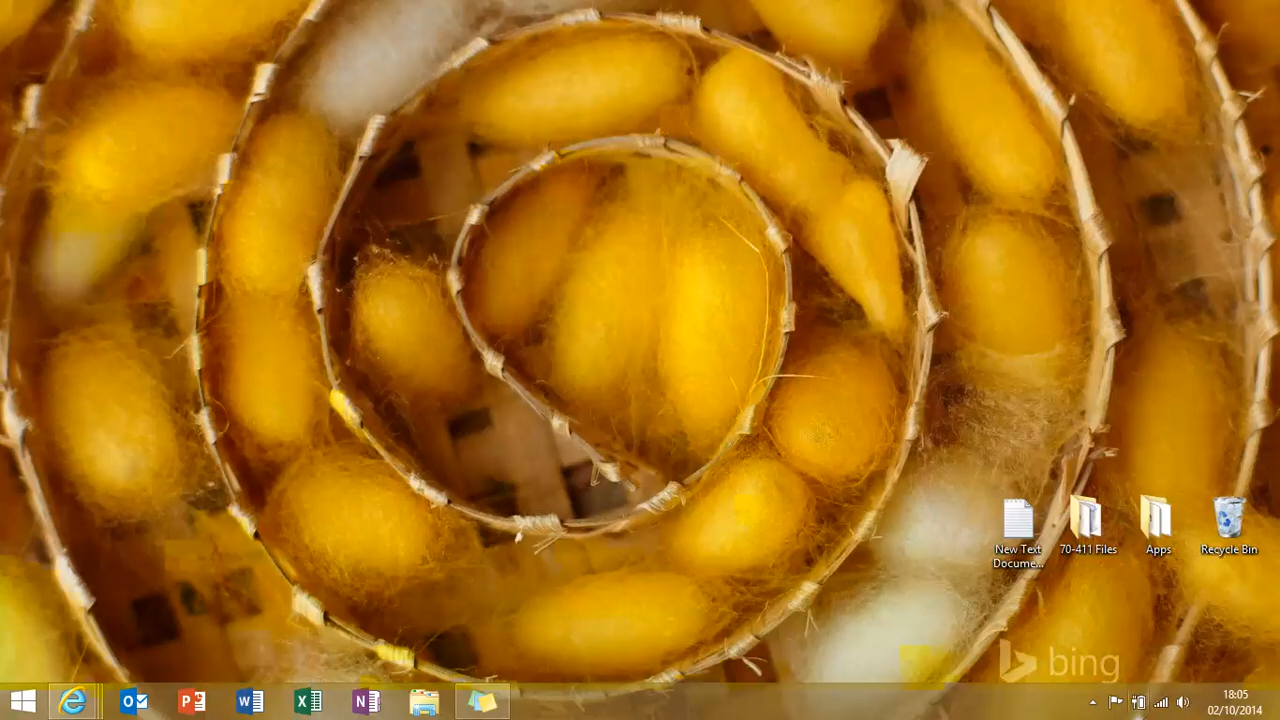 New Text
Docume...
70-411 Files
Apps
Recycle Bin
bing
18:05
02/10/2014